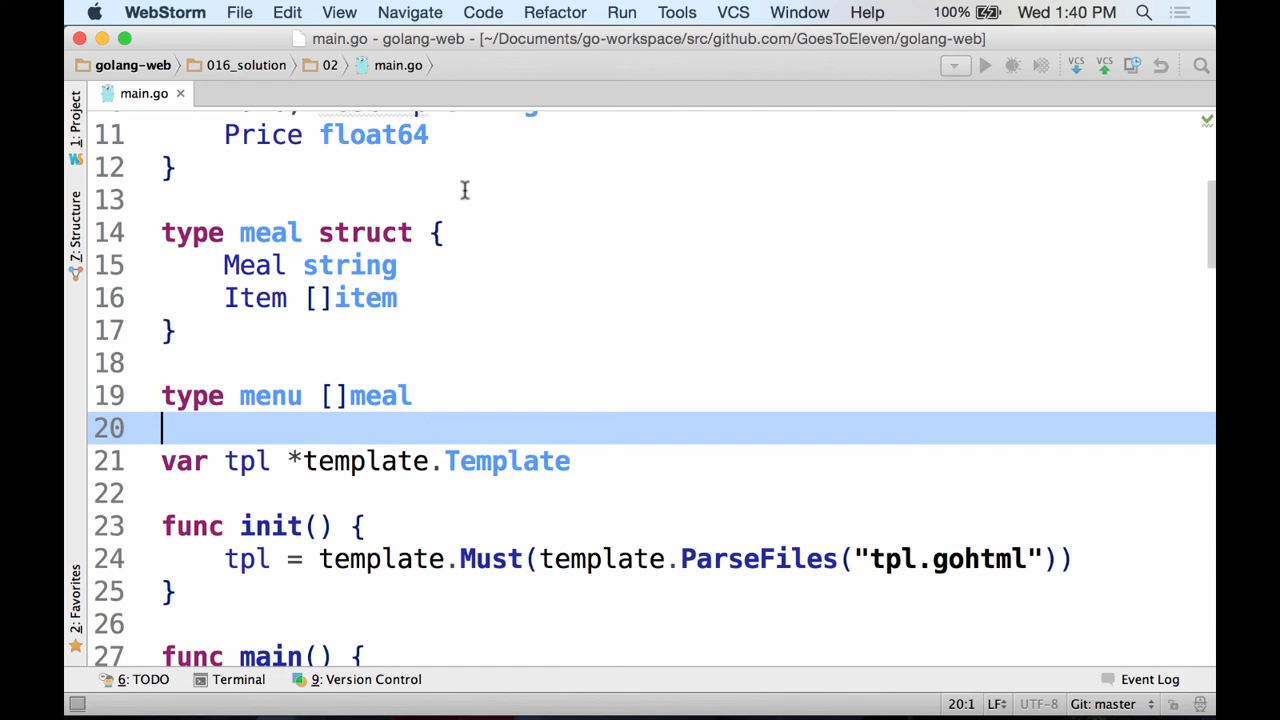 WebStorm File Edit View Navigate Code Refactor Run Tools VCS Window Help 100% Wed 1:40 PM
main.go - golang-web - [~/Documents/go-workspace/src/github.com/GoesToEleven/golang-web]
golang-web 016_solution 02 main.go
VCS VCS
main.go
1: Project
Z: Structure
2: Favorites
11 Price float64
12 }
13
14 type meal struct {
15 Meal string
16 Item []item
17 }
18
19 type menu []meal
20
21 var tpl *template.Template
22
23 func init() {
24 tpl = template.Must(template.ParseFiles("tpl.gohtml"))
25 }
26
27 func main() {
6: TODO Terminal 9: Version Control Event Log
20:1 LF UTF-8 Git: master